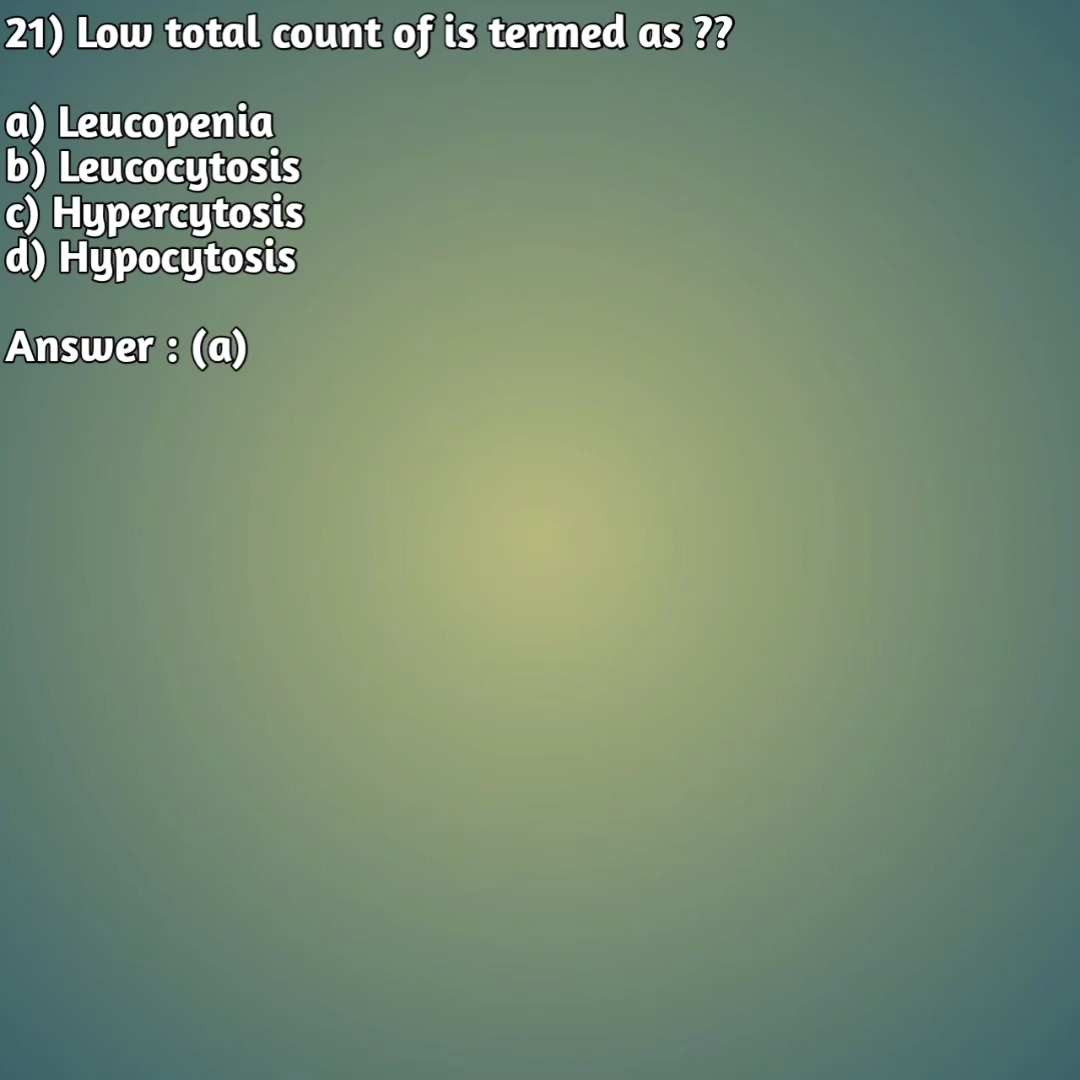 21) Low total count of is termed as ??
a) Leucopenia
b) Leucocytosis
c) Hypercytosis
d) Hypocytosis
Answer : (a)